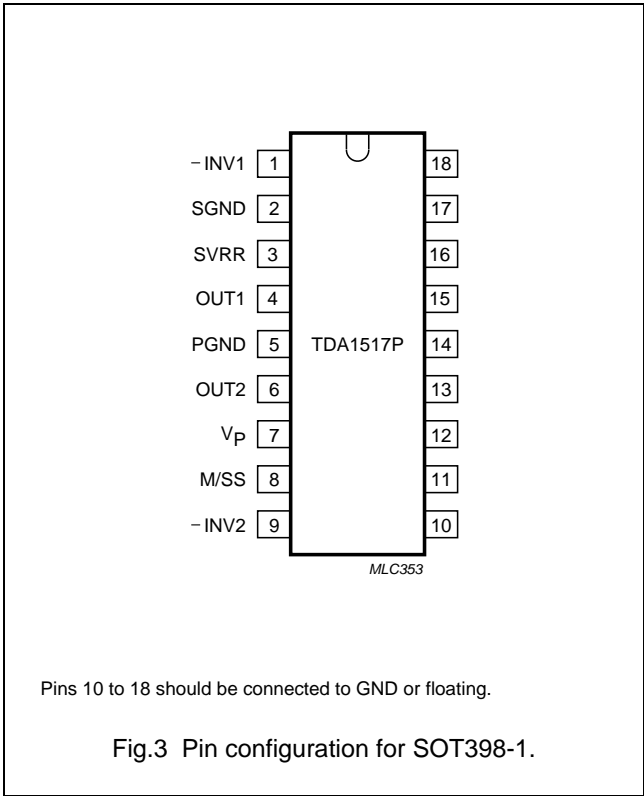 −INV1 1 18
SGND 2 17
SVRR 3 16
OUT1 4 15
PGND 5 TDA1517P 14
OUT2 6 13
VP 7 12
M/SS 8 11
−INV2 9 10
MLC353
Pins 10 to 18 should be connected to GND or floating.
Fig.3 Pin configuration for SOT398-1.